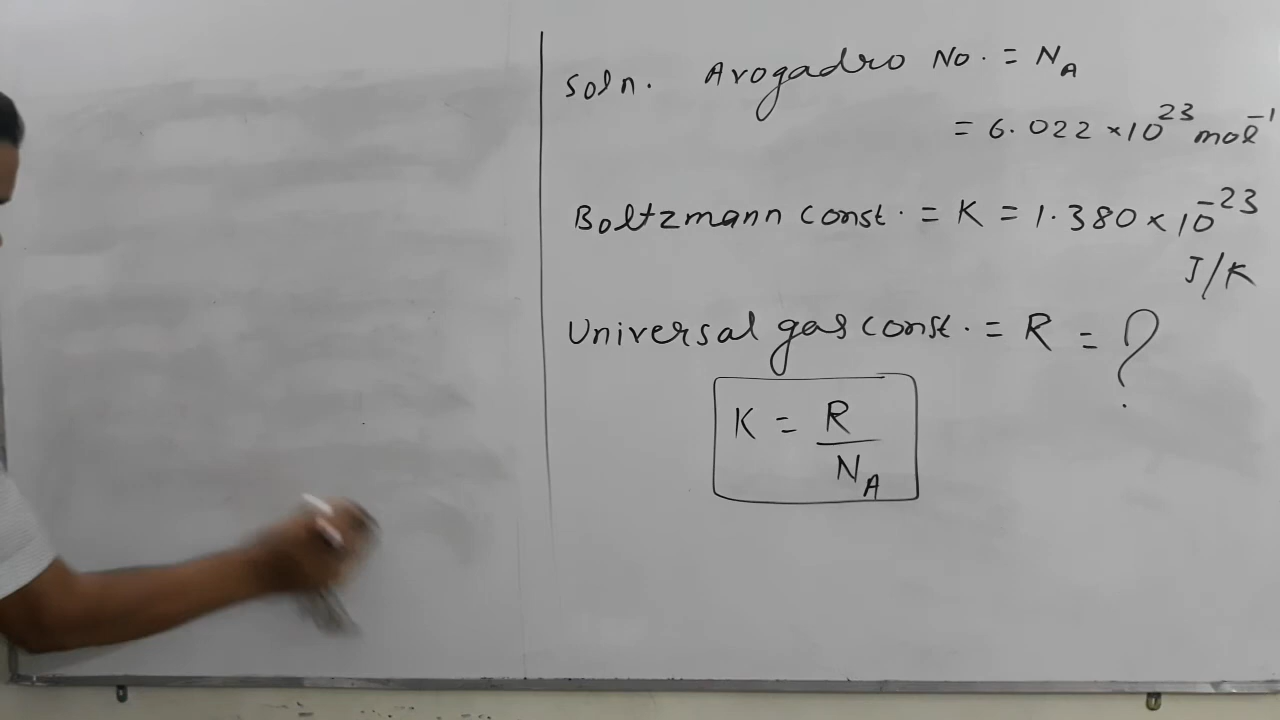 Soln. Avogadro No. = N_A
= 6.022 × 10^23 mol^-1
Boltzmann const. = K = 1.380 × 10^-23
J/K
Universal gas const. = R = ?
K = R/N_A